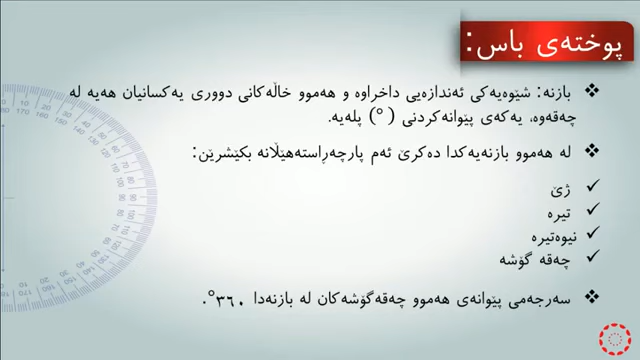 پوختەی باس:
بازنە: شێوەیەکی ئەندازەیی داخراوە و هەموو خاڵەکانی دووری یەکسانیان هەیە لە
چەقەوە، یەکەی پێوانەکردنی (°) پلەیە.
لە هەموو بازنەیەکدا دەکرێ ئەم پارچەڕاستەهێڵانە بکێشرێن:
ژێ
تیرە
نیوەتیرە
چەقە گۆشە
سەرجەمی پێوانەی هەموو چەقەگۆشەکان لە بازنەدا ٣٦٠°.